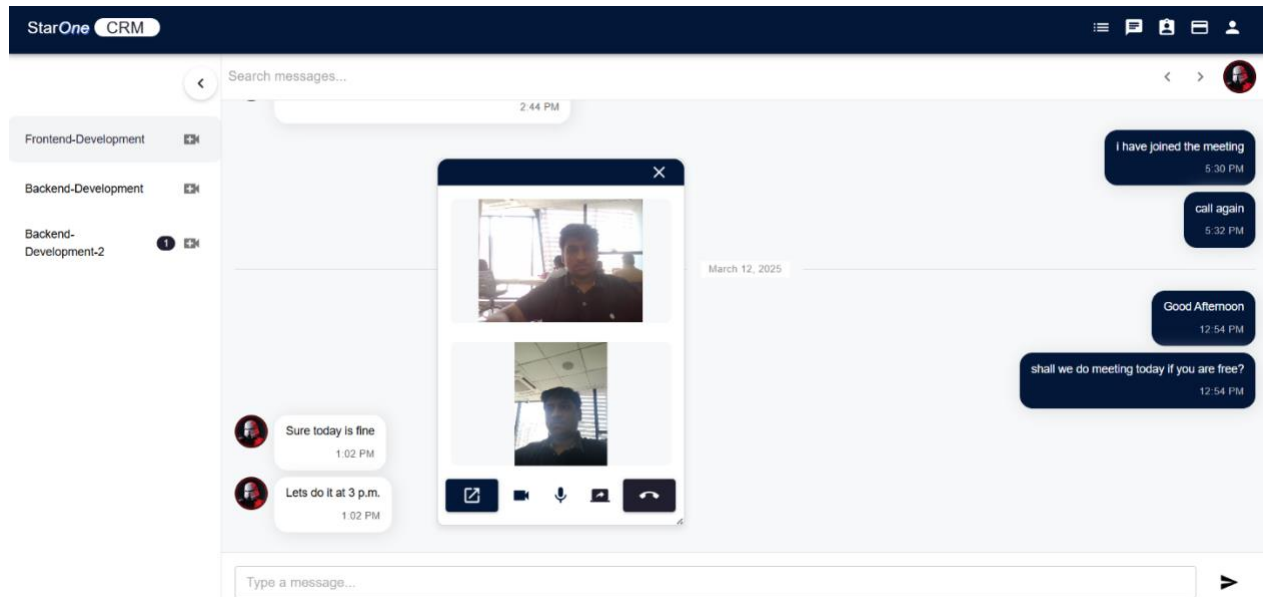 StarOne CRM
Search messages...
2:44 PM
Frontend-Development
Backend-Development
Backend-
Development-2
1
i have joined the meeting
5:30 PM
call again
5:32 PM
March 12, 2025
Good Afternoon
12:54 PM
shall we do meeting today if you are free?
12:54 PM
Sure today is fine
1:02 PM
Lets do it at 3 p.m.
1:02 PM
Type a message...